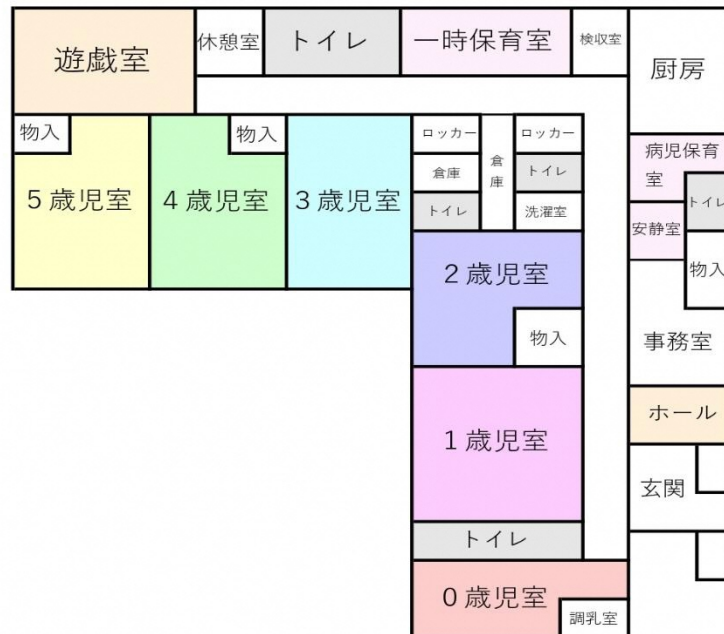 遊戯室
休憩室
トイレ
一時保育室
検収室
厨房
物入
5歳児室
物入
4歳児室
3歳児室
ロッカー
倉庫
トイレ
倉庫
ロッカー
トイレ
洗濯室
病児保育
室
トイレ
安静室
物入
2歳児室
物入
事務室
1歳児室
ホール
玄関
トイレ
0歳児室
調乳室